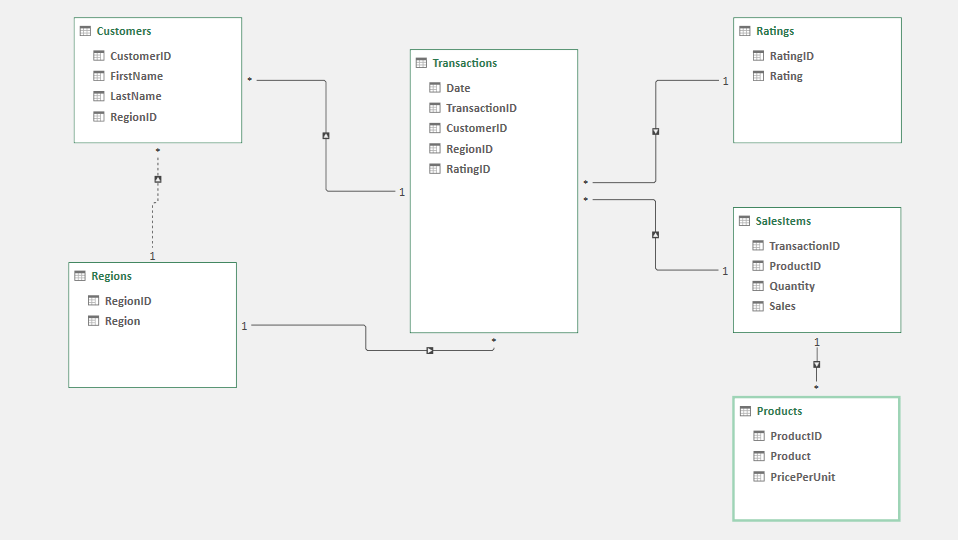 Customers
CustomerID
FirstName
LastName
RegionID
*
1
Transactions
Date
TransactionID
CustomerID
RegionID
RatingID
*
*
*
Ratings
RatingID
Rating
1
SalesItems
TransactionID
ProductID
Quantity
Sales
1
1
*
Products
ProductID
Product
PricePerUnit
*
1
Regions
RegionID
Region
1